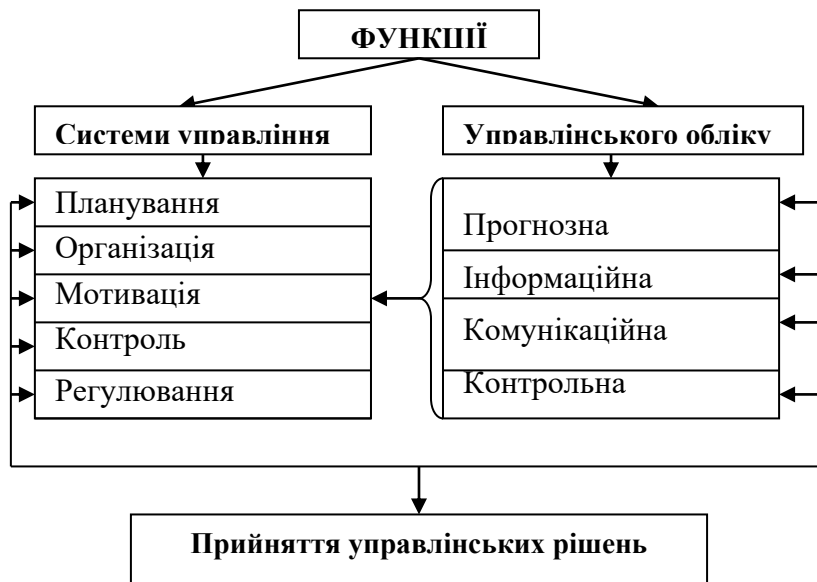 ФУНКЦІЇ
Системи управління
Управлінського обліку
Планування
Організація
Мотивація
Контроль
Регулювання
Прогнозна
Інформаційна
Комунікаційна
Контрольна
Прийняття управлінських рішень